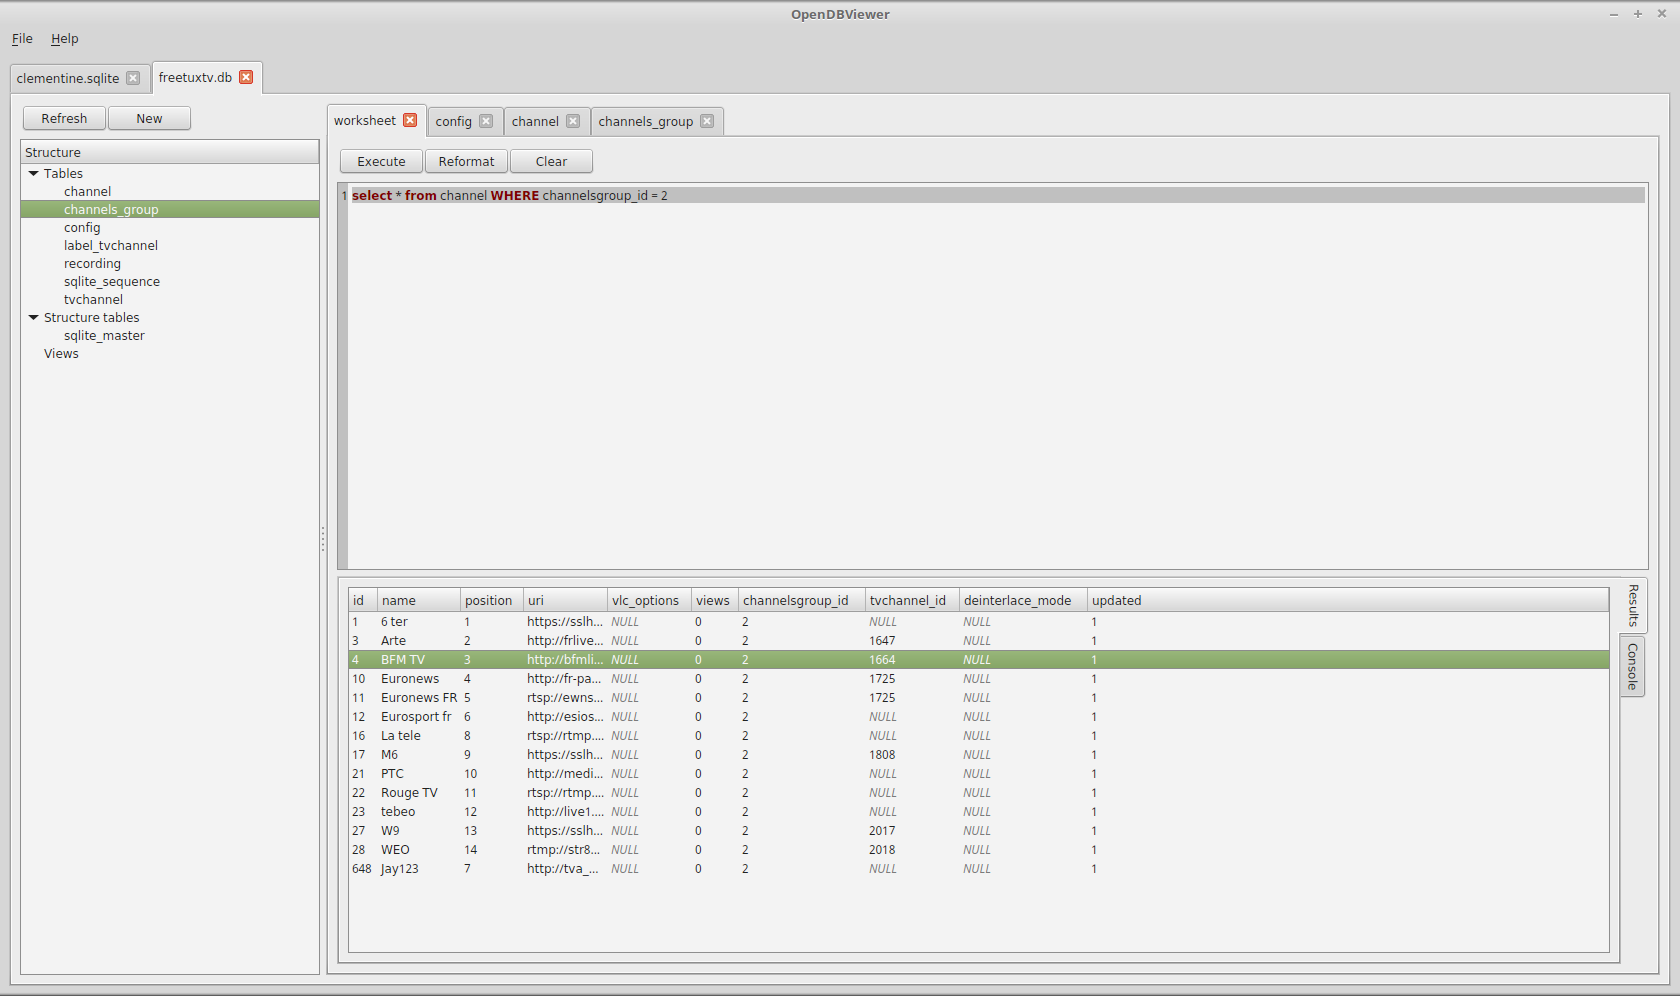 OpenDBViewer
File Help
clementine.sqlite freetuxtv.db
Refresh New
Structure
Tables
channel
channels_group
config
label_tvchannel
recording
sqlite_sequence
tvchannel
Structure tables
sqlite_master
Views
worksheet config channel channels_group
Execute Reformat Clear
1 select * from channel WHERE channelsgroup_id = 2
id name position uri vlc_options views channelsgroup_id tvchannel_id deinterlace_mode updated
1 6 ter 1 https://sslh... NULL 0 2 NULL NULL 1
3 Arte 2 http://frlive... NULL 0 2 1647 NULL 1
4 BFM TV 3 http://bfmli... NULL 0 2 1664 NULL 1
10 Euronews 4 http://fr-pa... NULL 0 2 1725 NULL 1
11 Euronews FR 5 rtsp://ewns... NULL 0 2 1725 NULL 1
12 Eurosport fr 6 http://esios... NULL 0 2 NULL NULL 1
16 La tele 8 rtsp://rtmp.... NULL 0 2 NULL NULL 1
17 M6 9 https://sslh... NULL 0 2 1808 NULL 1
21 PTC 10 http://medi... NULL 0 2 NULL NULL 1
22 Rouge TV 11 rtsp://rtmp.... NULL 0 2 NULL NULL 1
23 tebeo 12 http://live1.... NULL 0 2 NULL NULL 1
27 W9 13 https://sslh... NULL 0 2 2017 NULL 1
28 WEO 14 rtmp://str8... NULL 0 2 2018 NULL 1
648 Jay123 7 http://tva_... NULL 0 2 NULL NULL 1
Results
Console